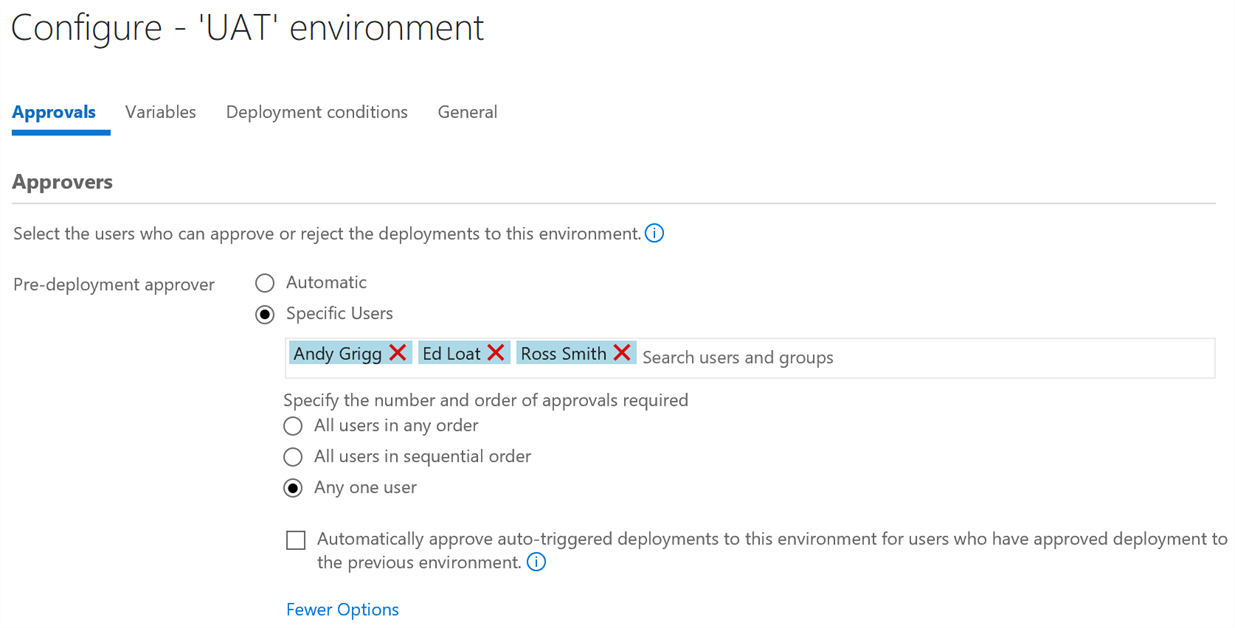 Configure - 'UAT' environment
Approvals Variables Deployment conditions General
Approvers
Select the users who can approve or reject the deployments to this environment.
Pre-deployment approver
Automatic
Specific Users
Andy Grigg Ed Loat Ross Smith Search users and groups
Specify the number and order of approvals required
All users in any order
All users in sequential order
Any one user
Automatically approve auto-triggered deployments to this environment for users who have approved deployment to
the previous environment.
Fewer Options